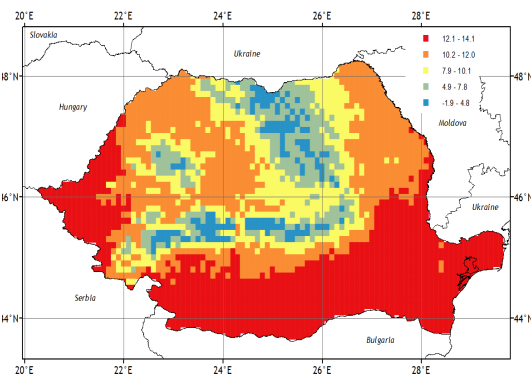 20°E 22°E 24°E 26°E 28°E
Slovakia
Ukraine
12.1 - 14.1
10.2 - 12.0
7.9 - 10.1
4.9 - 7.8
-1.9 - 4.8
48°N 48°N
Hungary
Moldova
46°N 46°N
Ukraine
Serbia
44°N 44°N
Bulgaria
20°E 22°E 24°E 26°E 28°E